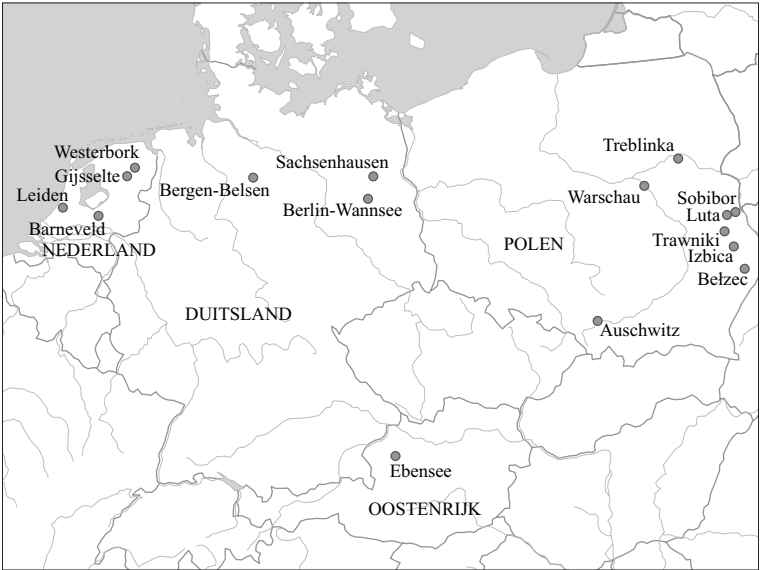 Westerbork
Gijsselte
Leiden
Barneveld
NEDERLAND
Bergen-Belsen
Sachsenhausen
Berlin-Wannsee
DUITSLAND
Treblinka
Warschau
Sobibor
Luta
Trawniki
Izbica
Bełzec
POLEN
Auschwitz
Ebensee
OOSTENRIJK